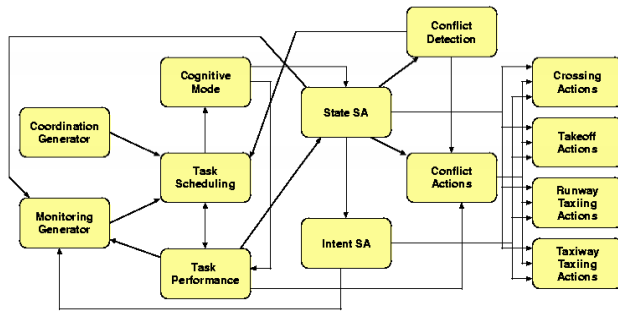 Conflict
Detection
Cognitive
Mode
Crossing
Actions
State SA
Coordination
Generator
Takeoff
Actions
Task
Scheduling
Conflict
Actions
Runway
Taxiing
Actions
Monitoring
Generator
Intent SA
Taxiway
Taxiing
Actions
Task
Performance